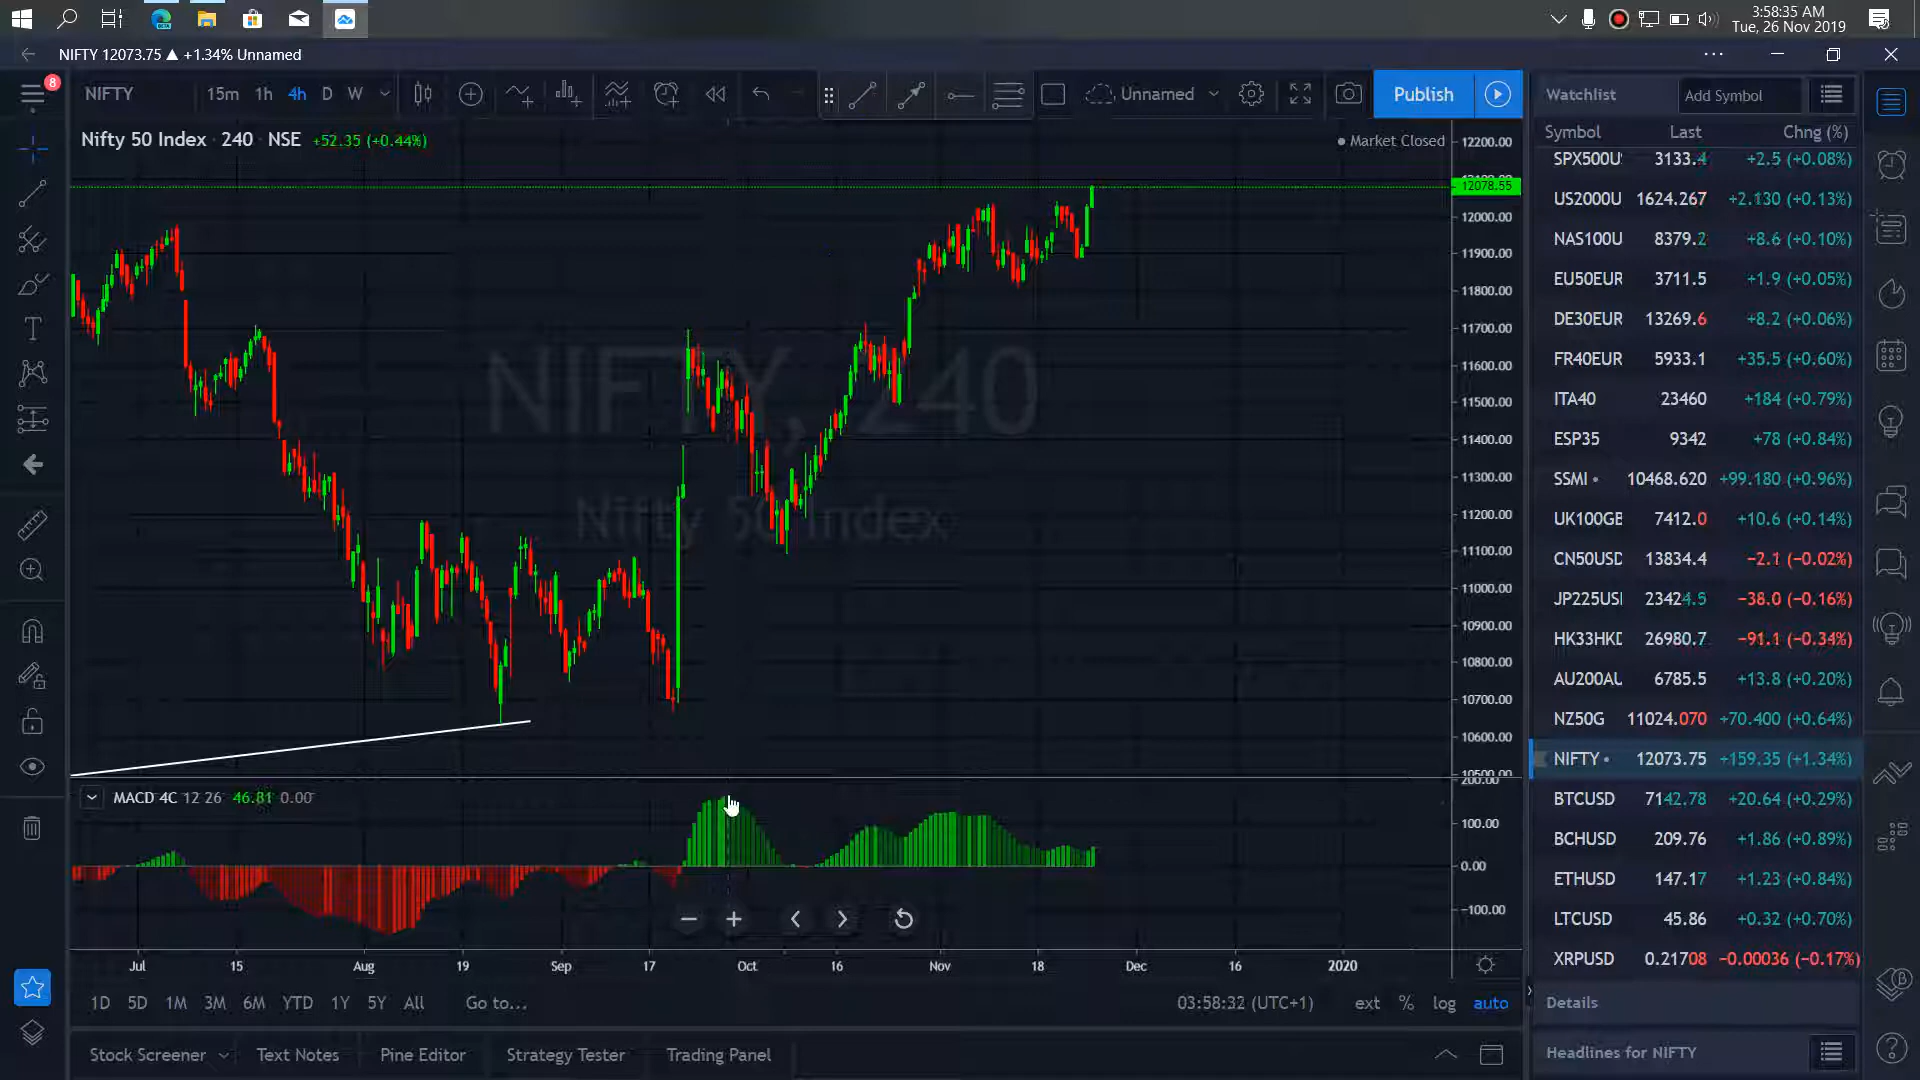 3:58:35 AM
Tue, 26 Nov 2019
NIFTY 12073.75 ▲ +1.34% Unnamed
8
NIFTY 15m 1h 4h D W Unnamed Publish
Watchlist Add Symbol
Nifty 50 Index 240 NSE +52.35 (+0.44%)
Market Closed
Symbol Last Chng (%)
SPX500U 3133.4 +2.5 (+0.08%)
US2000U 1624.267 +2.130 (+0.13%)
NAS100U 8379.2 +8.6 (+0.10%)
EU50EUR 3711.5 +1.9 (+0.05%)
DE30EUR 13269.6 +8.2 (+0.06%)
FR40EUR 5933.1 +35.5 (+0.60%)
ITA40 23460 +184 (+0.79%)
ESP35 9342 +78 (+0.84%)
SSMI • 10468.620 +99.180 (+0.96%)
UK100GB 7412.0 +10.6 (+0.14%)
CN50USD 13834.4 −2.1 (−0.02%)
JP225USI 23424.5 −38.0 (−0.16%)
HK33HKD 26980.7 −91.1 (−0.34%)
AU200AU 6785.5 +13.8 (+0.20%)
NZ50G 11024.070 +70.400 (+0.64%)
NIFTY • 12073.75 +159.35 (+1.34%)
BTCUSD 7142.78 +20.64 (+0.29%)
BCHUSD 209.76 +1.86 (+0.89%)
ETHUSD 147.17 +1.23 (+0.84%)
LTCUSD 45.86 +0.32 (+0.70%)
XRPUSD 0.21708 −0.00036 (−0.17%)
Details
Headlines for NIFTY
12200.00
12078.55
12000.00
11900.00
11800.00
11700.00
11600.00
11500.00
11400.00
11300.00
11200.00
11100.00
11000.00
10900.00
10800.00
10700.00
10600.00
10500.00
200.00
100.00
0.00
−100.00
NIFTY, 240
Nifty 50 Index
MACD 4C 12 26 46.81 0.00
Jul 15 Aug 19 Sep 17 Oct 16 Nov 18 Dec 16 2020
1D 5D 1M 3M 6M YTD 1Y 5Y All Go to...
03:58:32 (UTC+1) ext % log auto
Stock Screener Text Notes Pine Editor Strategy Tester Trading Panel